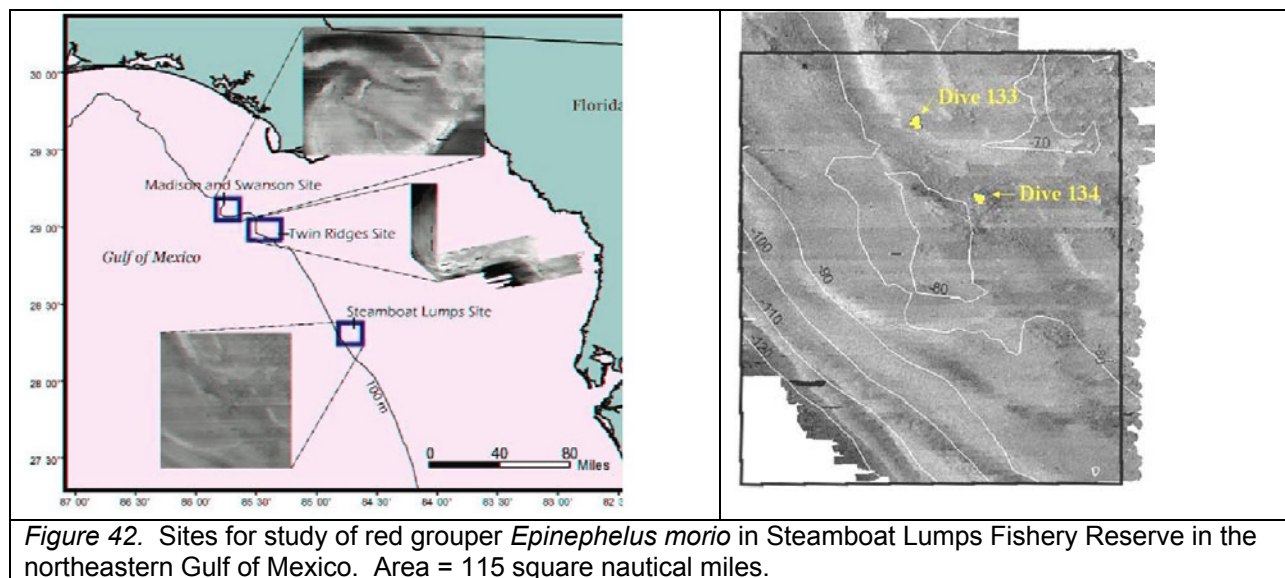 30 00'
29 30'
29 00'
28 30'
28 00'
27 30'
87 00'
86 30'
86 00'
85 30'
85 00'
84 30'
84 00'
83 30'
83 00'
Florida
Madison and Swanson Site
Twin Ridges Site
Gulf of Mexico
Steamboat Lumps Site
100 m
0 40 80
Miles
Dive 133
-70
Dive 134
-100
-90
-80
-110
-80
-120
Figure 42. Sites for study of red grouper Epinephelus morio in Steamboat Lumps Fishery Reserve in the
northeastern Gulf of Mexico. Area = 115 square nautical miles.